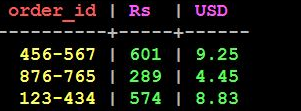 order_id | Rs | USD
----------+-----+------
456-567 | 601 | 9.25
876-765 | 289 | 4.45
123-434 | 574 | 8.83